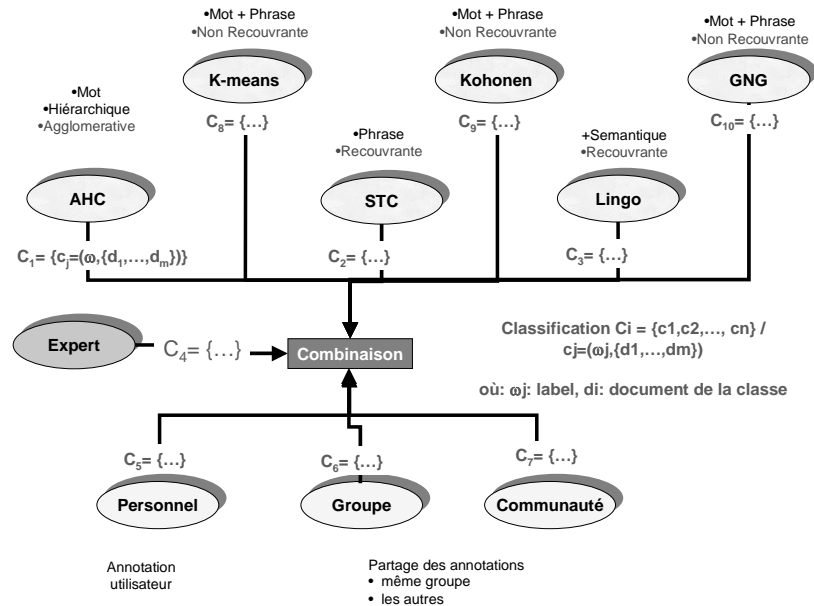 •Mot + Phrase
•Non Recouvrante
K-means
C8= {…}
•Mot + Phrase
•Non Recouvrante
Kohonen
C9= {…}
•Mot + Phrase
•Non Recouvrante
GNG
C10= {…}
•Mot
•Hiérarchique
•Agglomerative
AHC
C1= {cj=(ω,{d1,…,dm})}
•Phrase
•Recouvrante
STC
C2= {…}
+Semantique
•Recouvrante
Lingo
C3= {…}
Expert
C4= {…}
Combinaison
Classification Ci = {c1,c2,…, cn} /
cj=(ωj,{d1,…,dm})
où: ωj: label, di: document de la classe
C5= {…}
Personnel
C6= {…}
Groupe
C7= {…}
Communauté
Annotation
utilisateur
Partage des annotations
• même groupe
• les autres